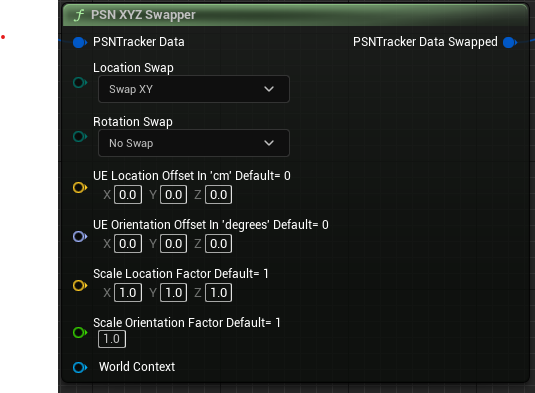 f PSN XYZ Swapper
PSNTracker Data PSNTracker Data Swapped
Location Swap
Swap XY
Rotation Swap
No Swap
UE Location Offset In 'cm' Default= 0
X 0.0 Y 0.0 Z 0.0
UE Orientation Offset In 'degrees' Default= 0
X 0.0 Y 0.0 Z 0.0
Scale Location Factor Default= 1
X 1.0 Y 1.0 Z 1.0
Scale Orientation Factor Default= 1
1.0
World Context